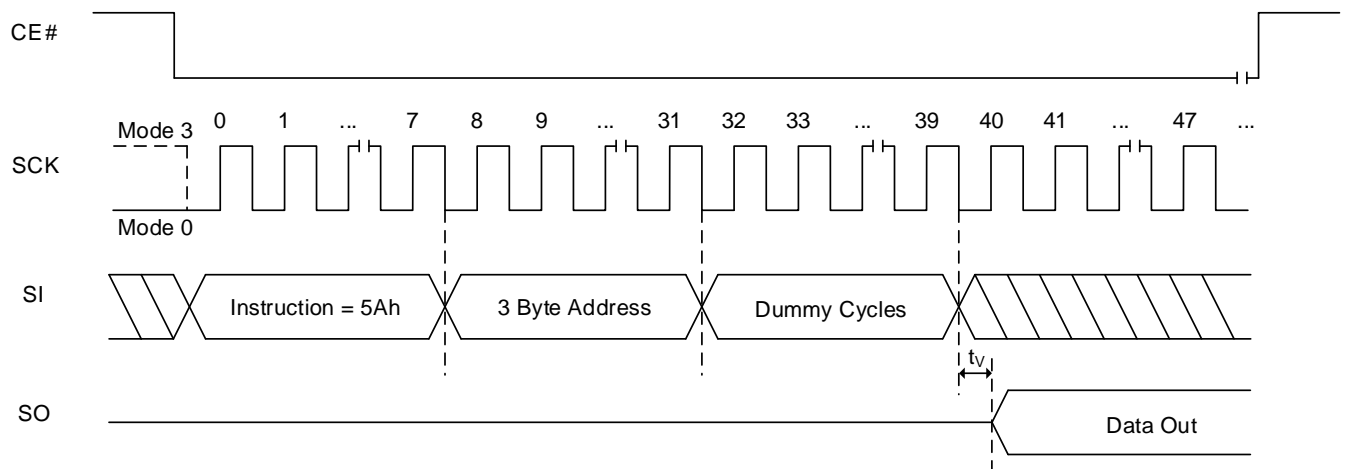 CE#
0 1 ... 7 8 9 ... 31 32 33 ... 39 40 41 ... 47 ...
Mode 3
SCK
Mode 0
SI
Instruction = 5Ah
3 Byte Address
Dummy Cycles
tV
SO
Data Out